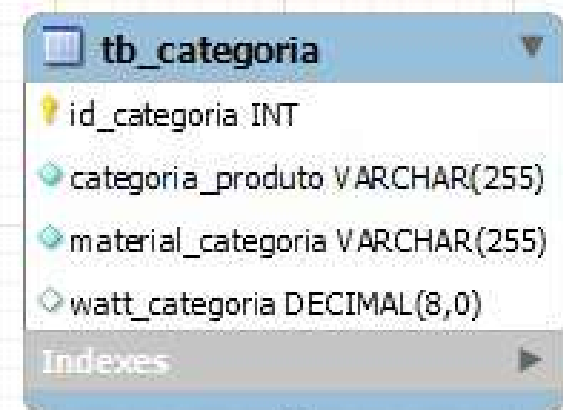 tb_categoria
id_categoria INT
categoria_produto VARCHAR(255)
material_categoria VARCHAR(255)
watt_categoria DECIMAL(8,0)
Indexes